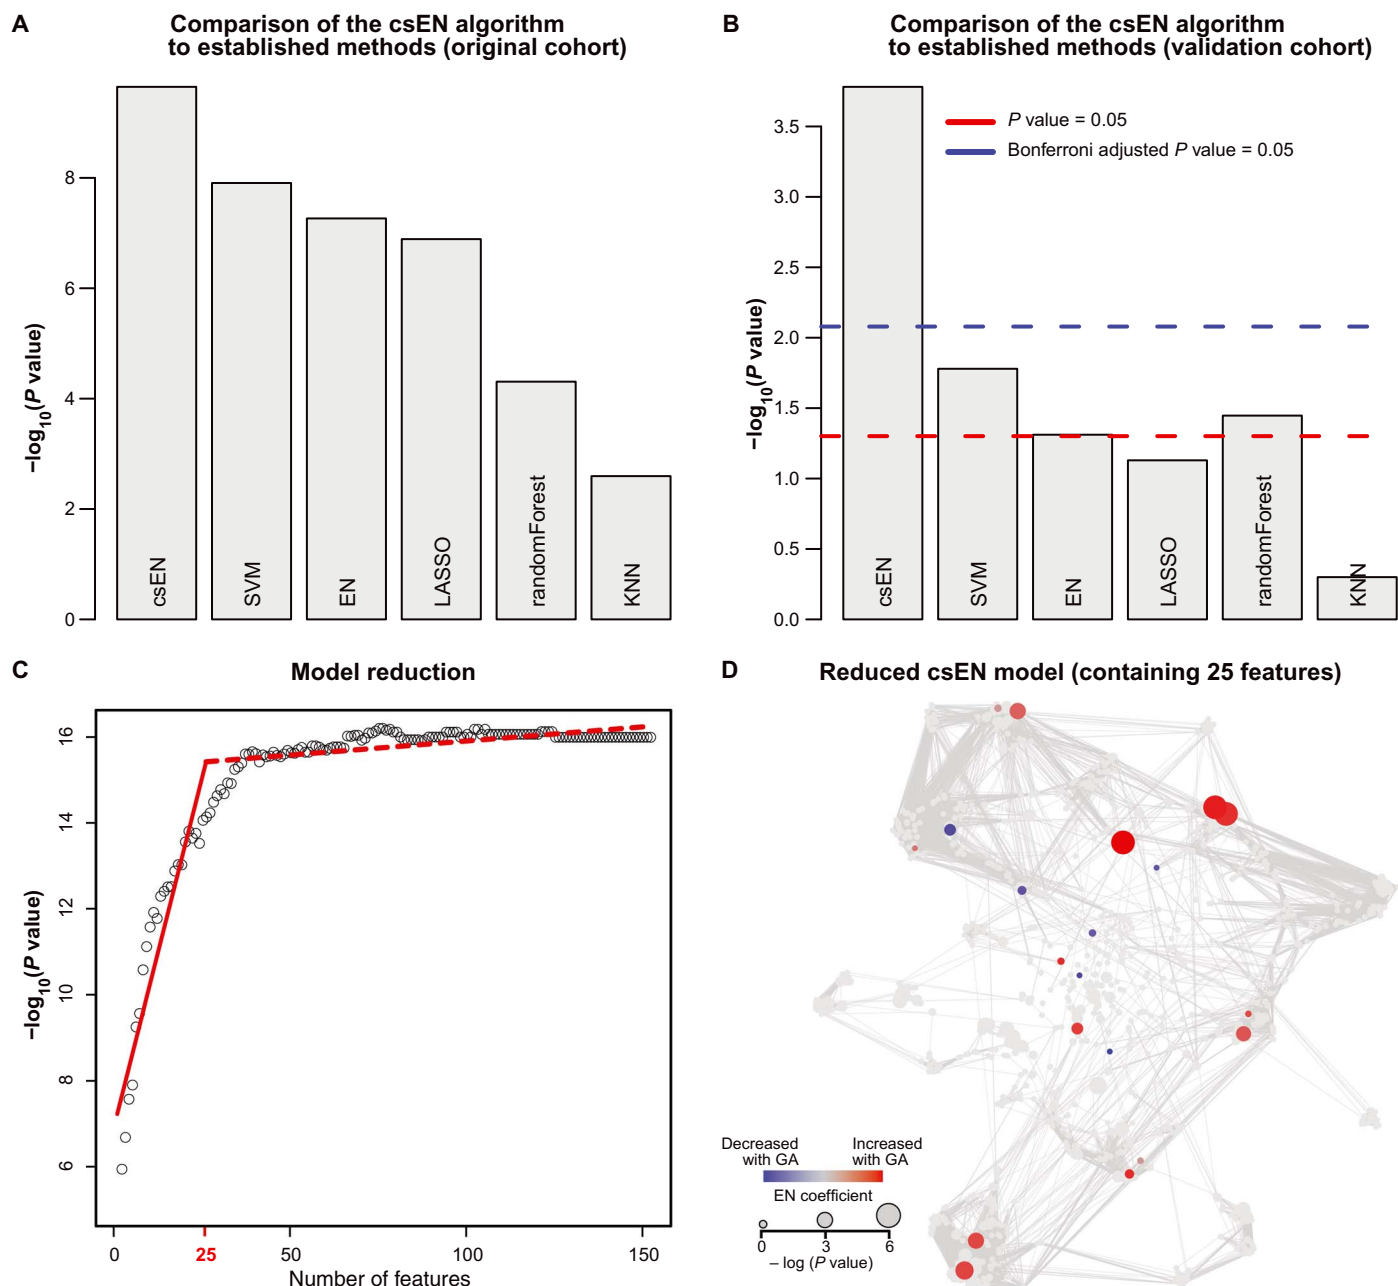 A
Comparison of the csEN algorithm
to established methods (original cohort)
8
6
4
2
0
−log10(P value)
csEN
SVM
EN
LASSO
randomForest
KNN
B
Comparison of the csEN algorithm
to established methods (validation cohort)
P value = 0.05
Bonferroni adjusted P value = 0.05
3.5
3.0
2.5
2.0
1.5
1.0
0.5
0.0
−log10(P value)
csEN
SVM
EN
LASSO
randomForest
KNN
C
Model reduction
16
14
12
10
8
6
−log10(P value)
0
25
50
100
150
Number of features
D
Reduced csEN model (containing 25 features)
Decreased
with GA
Increased
with GA
EN coefficient
0
3
6
− log (P value)